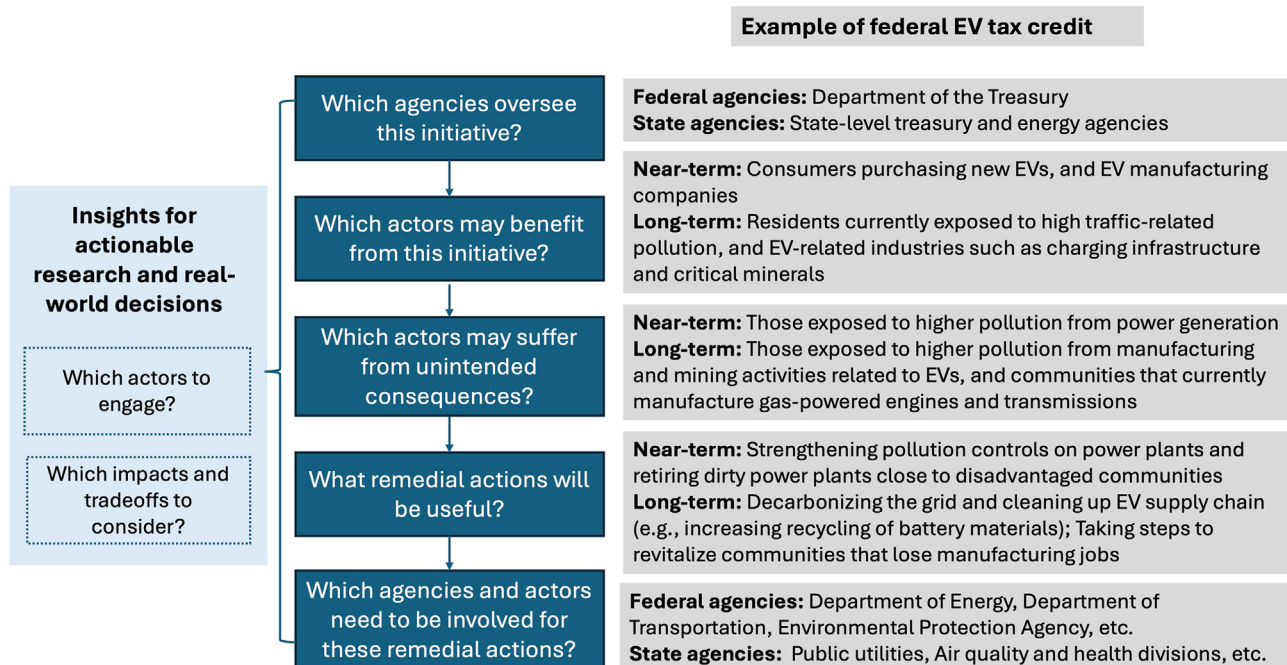 Example of federal EV tax credit
Insights for
actionable
research and real-
world decisions
Which actors to
engage?
Which impacts and
tradeoffs to
consider?
Which agencies oversee
this initiative?
Federal agencies: Department of the Treasury
State agencies: State-level treasury and energy agencies
Which actors may benefit
from this initiative?
Near-term: Consumers purchasing new EVs, and EV manufacturing
companies
Long-term: Residents currently exposed to high traffic-related
pollution, and EV-related industries such as charging infrastructure
and critical minerals
Which actors may suffer
from unintended
consequences?
Near-term: Those exposed to higher pollution from power generation
Long-term: Those exposed to higher pollution from manufacturing
and mining activities related to EVs, and communities that currently
manufacture gas-powered engines and transmissions
What remedial actions will
be useful?
Near-term: Strengthening pollution controls on power plants and
retiring dirty power plants close to disadvantaged communities
Long-term: Decarbonizing the grid and cleaning up EV supply chain
(e.g., increasing recycling of battery materials); Taking steps to
revitalize communities that lose manufacturing jobs
Which agencies and actors
need to be involved for
these remedial actions?
Federal agencies: Department of Energy, Department of
Transportation, Environmental Protection Agency, etc.
State agencies: Public utilities, Air quality and health divisions, etc.